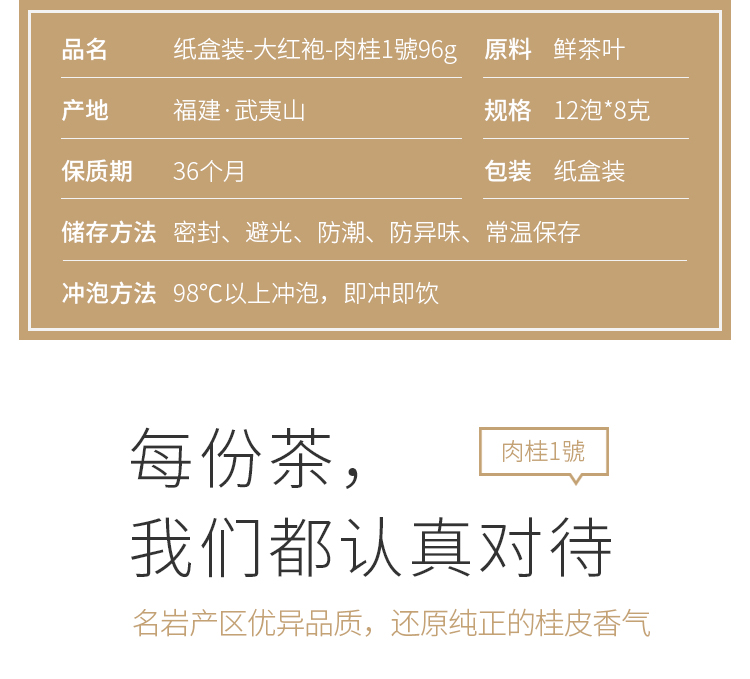 品名 纸盒装-大红袍-肉桂1號96g 原料 鲜茶叶
产地 福建·武夷山 规格 12泡*8克
保质期 36个月 包装 纸盒装
储存方法 密封、避光、防潮、防异味、常温保存
冲泡方法 98℃以上冲泡，即冲即饮
每份茶，
肉桂1號
我们都认真对待
名岩产区优异品质，还原纯正的桂皮香气